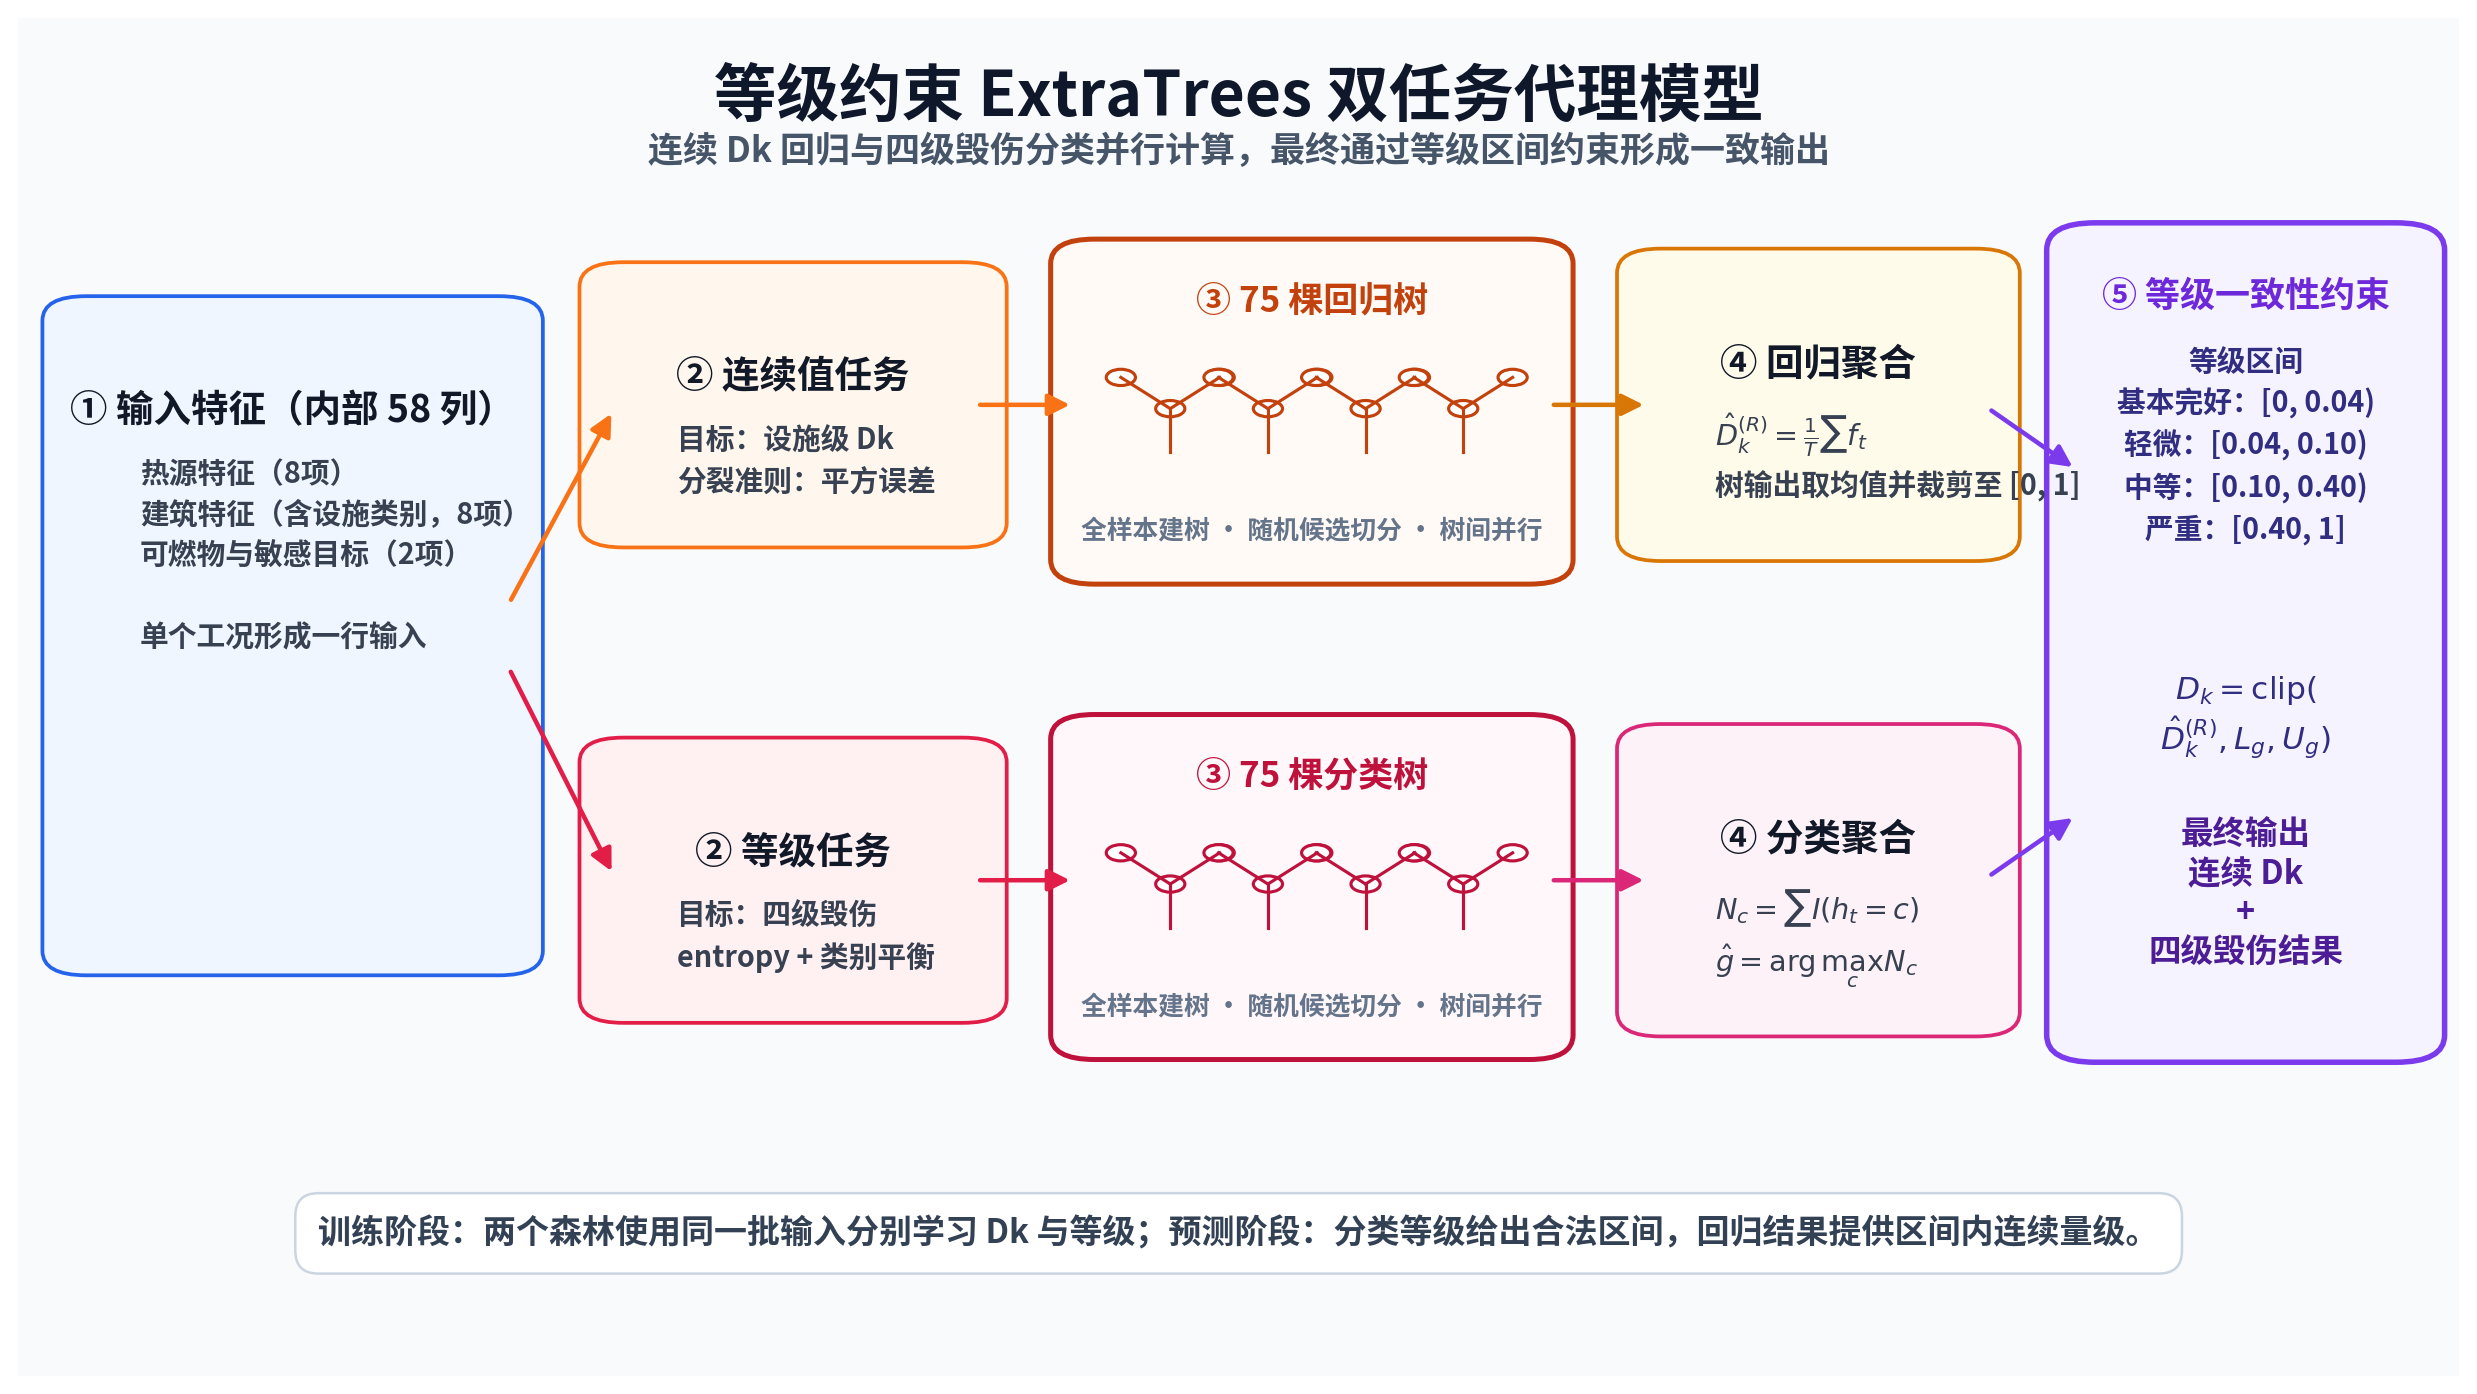 等级约束 ExtraTrees 双任务代理模型
连续 Dk 回归与四级毁伤分类并行计算，最终通过等级区间约束形成一致输出
① 输入特征（内部 58 列）
热源特征（8项）
建筑特征（含设施类别，8项）
可燃物与敏感目标（2项）
单个工况形成一行输入
② 连续值任务
目标：设施级 Dk
分裂准则：平方误差
③ 75 棵回归树
全样本建树 • 随机候选切分 • 树间并行
④ 回归聚合
$\hat{D}_k^{(R)} = \frac{1}{T} \sum f_t$
树输出取均值并裁剪至 [0, 1]
② 等级任务
目标：四级毁伤
entropy + 类别平衡
③ 75 棵分类树
全样本建树 • 随机候选切分 • 树间并行
④ 分类聚合
$N_c = \sum I(h_t = c)$
$\hat{g} = \arg\max_c N_c$
⑤ 等级一致性约束
等级区间
基本完好：[0, 0.04)
轻微：[0.04, 0.10)
中等：[0.10, 0.40)
严重：[0.40, 1]
$D_k = \mathrm{clip}($
$\hat{D}_k^{(R)}, L_g, U_g)$
最终输出
连续 Dk
+
四级毁伤结果
训练阶段：两个森林使用同一批输入分别学习 Dk 与等级；预测阶段：分类等级给出合法区间，回归结果提供区间内连续量级。